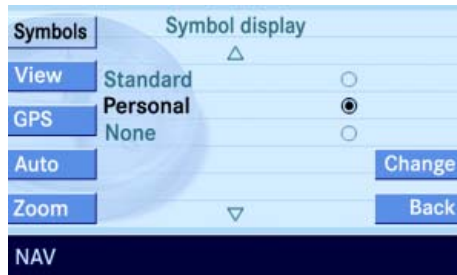 Symbols
Symbol display
View
Standard
GPS
Personal
None
Auto
Change
Zoom
Back
NAV